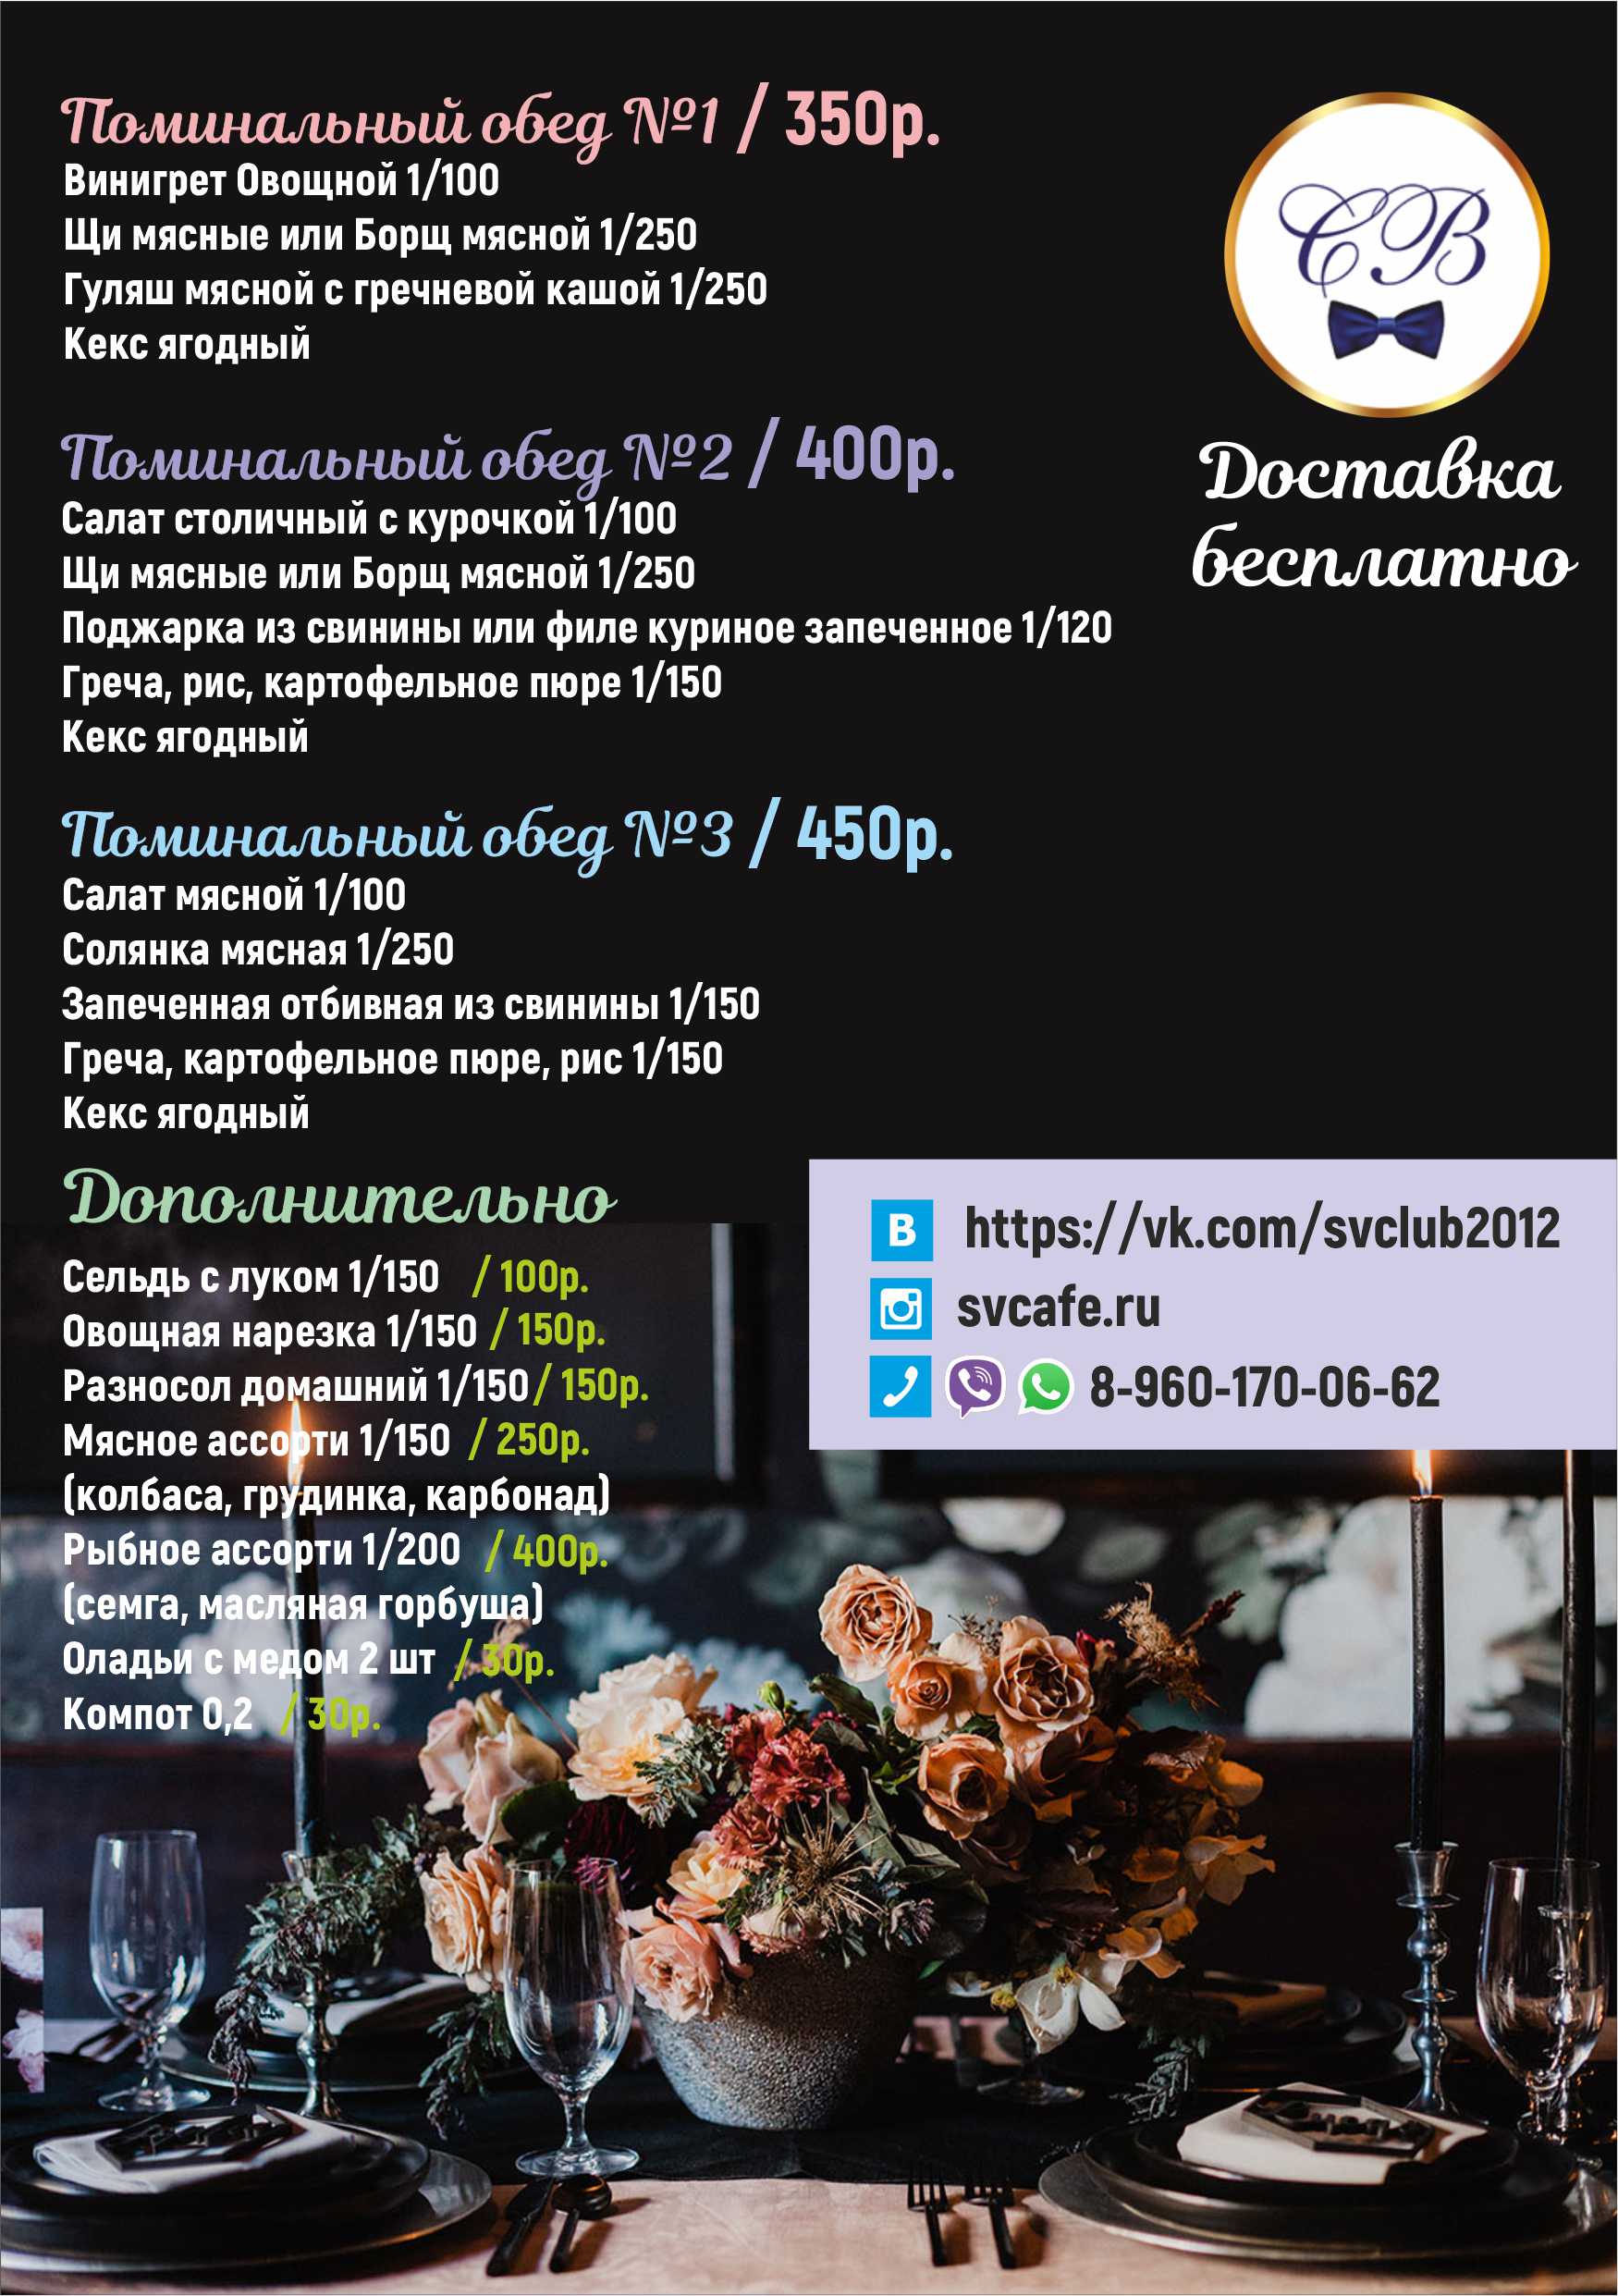 Поминальный обед №1 / 350р.
Винигрет Овощной 1/100
Щи мясные или Борщ мясной 1/250
Гуляш мясной с гречневой кашой 1/250
Кекс ягодный
СВ
Доставка
бесплатно
Поминальный обед №2 / 400р.
Салат столичный с курочкой 1/100
Щи мясные или Борщ мясной 1/250
Поджарка из свинины или филе куриное запеченное 1/120
Греча, рис, картофельное пюре 1/150
Кекс ягодный
Поминальный обед №3 / 450р.
Салат мясной 1/100
Солянка мясная 1/250
Запеченная отбивная из свинины 1/150
Греча, картофельное пюре, рис 1/150
Кекс ягодный
Дополнительно
Сельдь с луком 1/150 / 100р.
Овощная нарезка 1/150 / 150р.
Разносол домашний 1/150 / 150р.
Мясное ассорти 1/150 / 250р.
(колбаса, грудинка, карбонад)
Рыбное ассорти 1/200 / 400р.
(семга, масляная горбуша)
Оладьи с медом 2 шт / 30р.
Компот 0,2 / 30р.
В https://vk.com/svclub2012
svcafe.ru
8-960-170-06-62